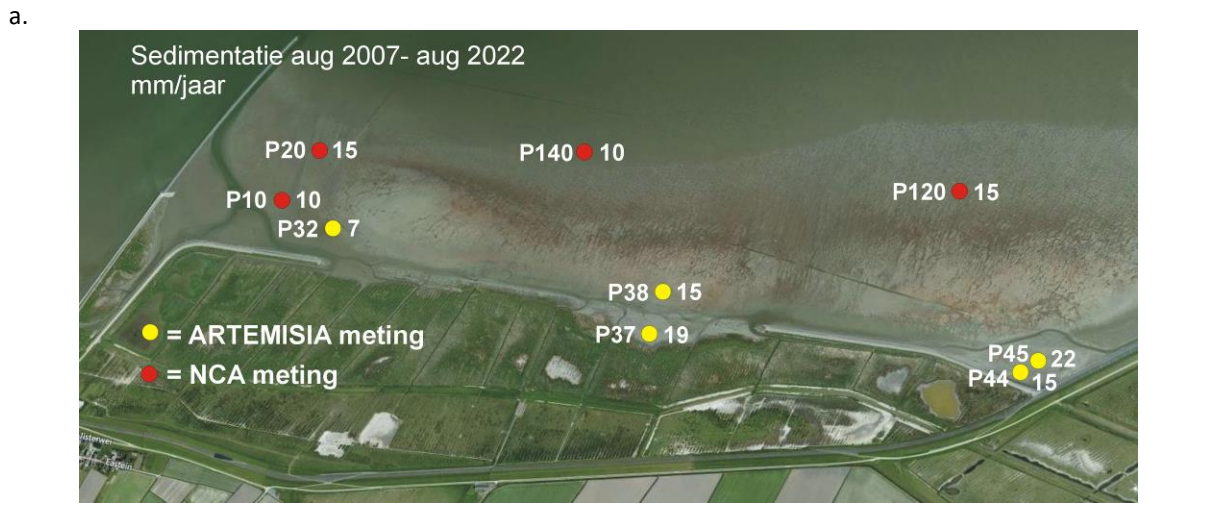 a.
Sedimentatie aug 2007- aug 2022
mm/jaar
P20 15
P140 10
P120 15
P10 10
P32 7
P38 15
P37 19
= ARTEMISIA meting
P45 22
P44 15
= NCA meting
Eastein